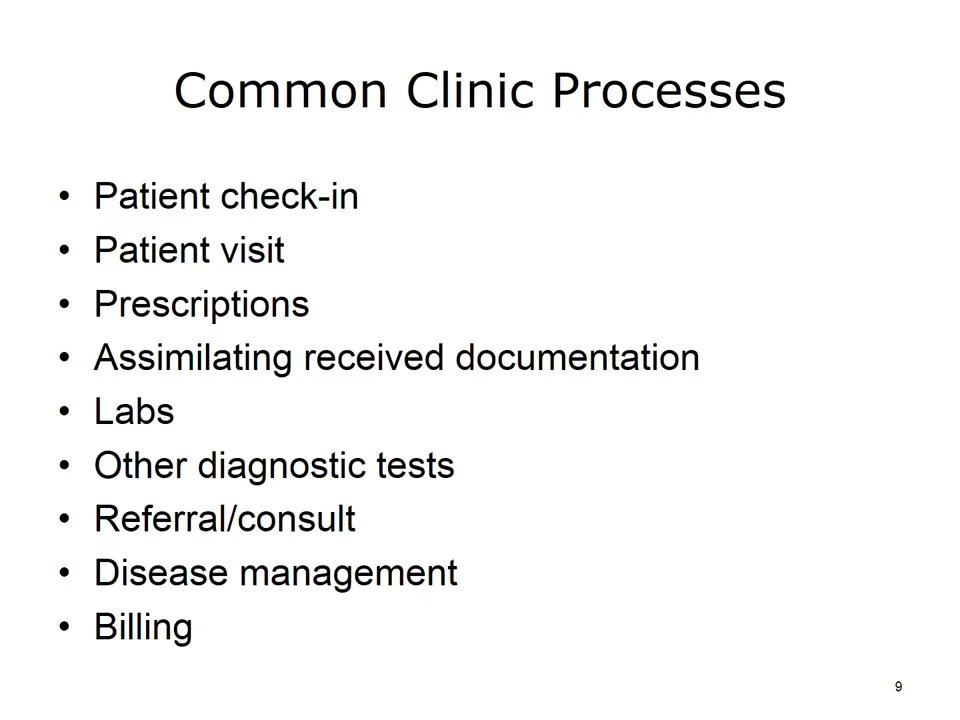 Common Clinic Processes
• Patient check-in
• Patient visit
• Prescriptions
• Assimilating received documentation
• Labs
• Other diagnostic tests
• Referral/consult
• Disease management
• Billing
9